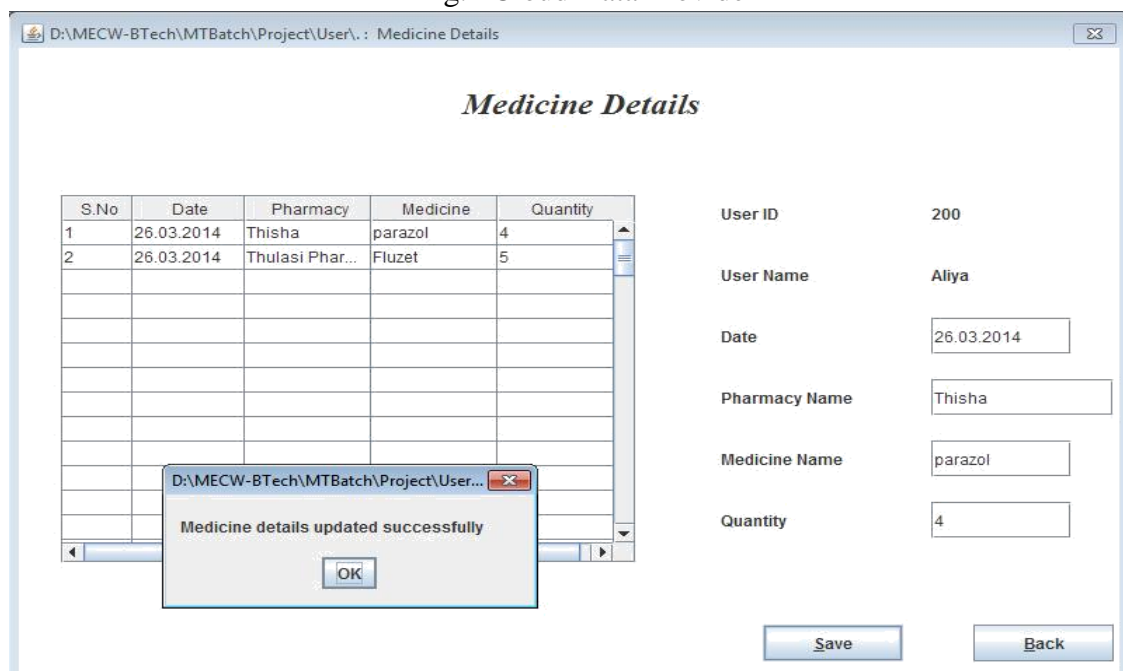 D:\MECW-BTech\MTBatch\Project\User\. : Medicine Details
Medicine Details
S.No Date Pharmacy Medicine Quantity
1 26.03.2014 Thisha parazol 4
2 26.03.2014 Thulasi Phar... Fluzet 5
User ID 200
User Name Aliya
Date 26.03.2014
Pharmacy Name Thisha
Medicine Name parazol
Quantity 4
D:\MECW-BTech\MTBatch\Project\User...
Medicine details updated successfully
OK
Save Back